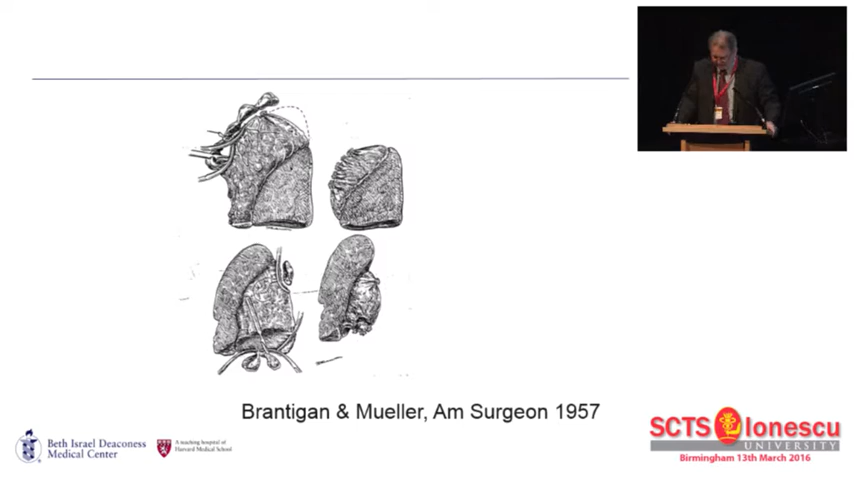 Brantigan & Mueller, Am Surgeon 1957
Beth Israel Deaconess
Medical Center
A teaching hospital of
Harvard Medical School
SCTS Ionescu
UNIVERSITY
Birmingham 13th March 2016